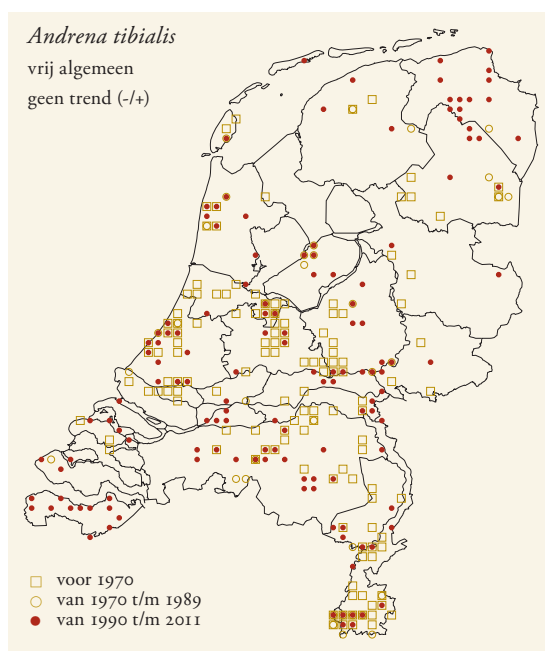 Andrena tibialis
vrij algemeen
geen trend (-/+)
voor 1970
van 1970 t/m 1989
van 1990 t/m 2011